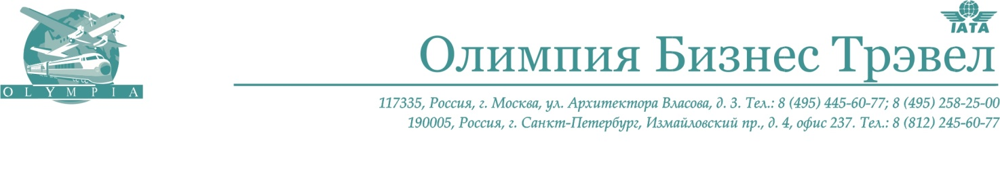 IATA
Олимпия Бизнес Трэвел
OLYMPIA
117335, Россия, г. Москва, ул. Архитектора Власова, д. 3. Тел.: 8 (495) 445-60-77; 8 (495) 258-25-00
190005, Россия, г. Санкт-Петербург, Измайловский пр., д. 4, офис 237. Тел.: 8 (812) 245-60-77